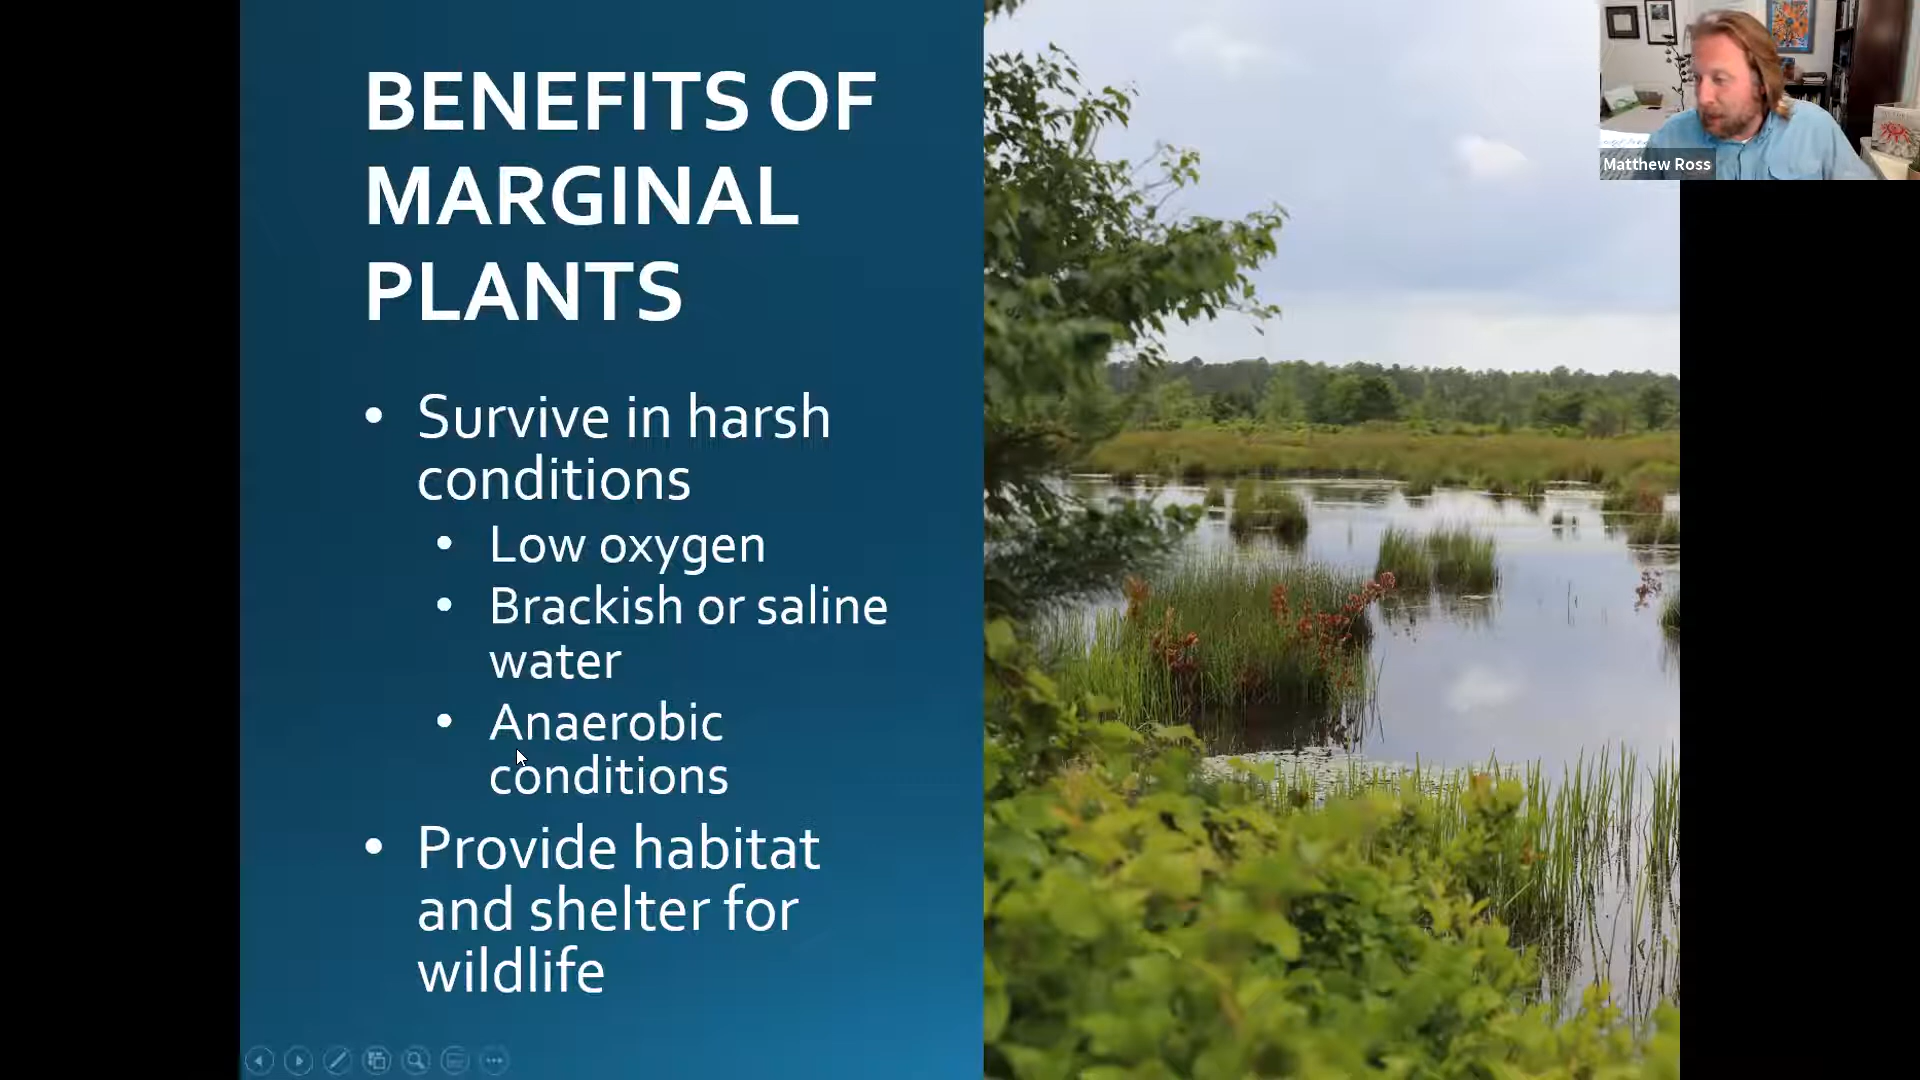 BENEFITS OF
MARGINAL
PLANTS
• Survive in harsh
conditions
• Low oxygen
• Brackish or saline
water
• Anaerobic
conditions
• Provide habitat
and shelter for
wildlife
Matthew Ross